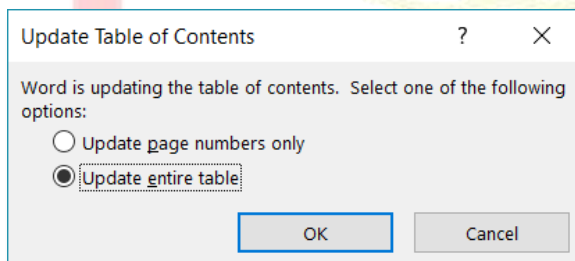 Update Table of Contents
Word is updating the table of contents. Select one of the following
options:
Update page numbers only
Update entire table
OK Cancel